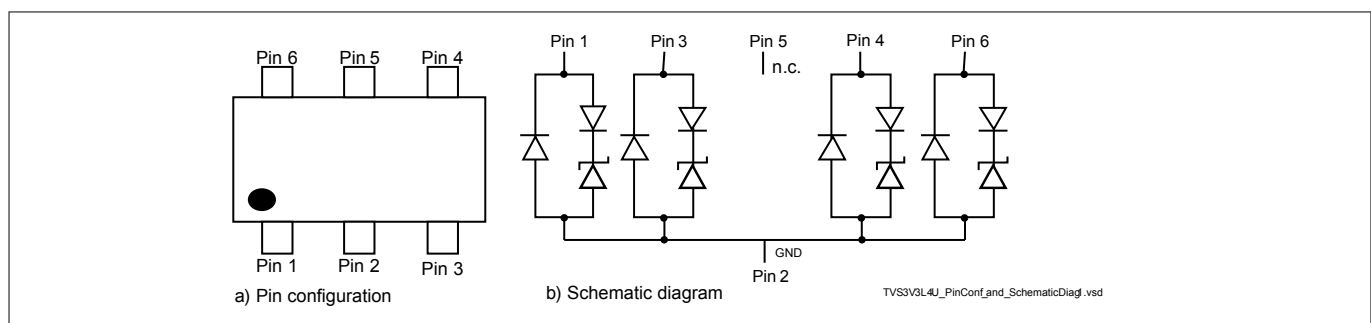 Pin 6 Pin 5 Pin 4
Pin 1 Pin 2 Pin 3
a) Pin configuration
Pin 1 Pin 3 Pin 5 Pin 4 Pin 6
n.c.
GND
Pin 2
b) Schematic diagram
TVS3V3L4U_PinConf_and_SchematicDiagr.vsd